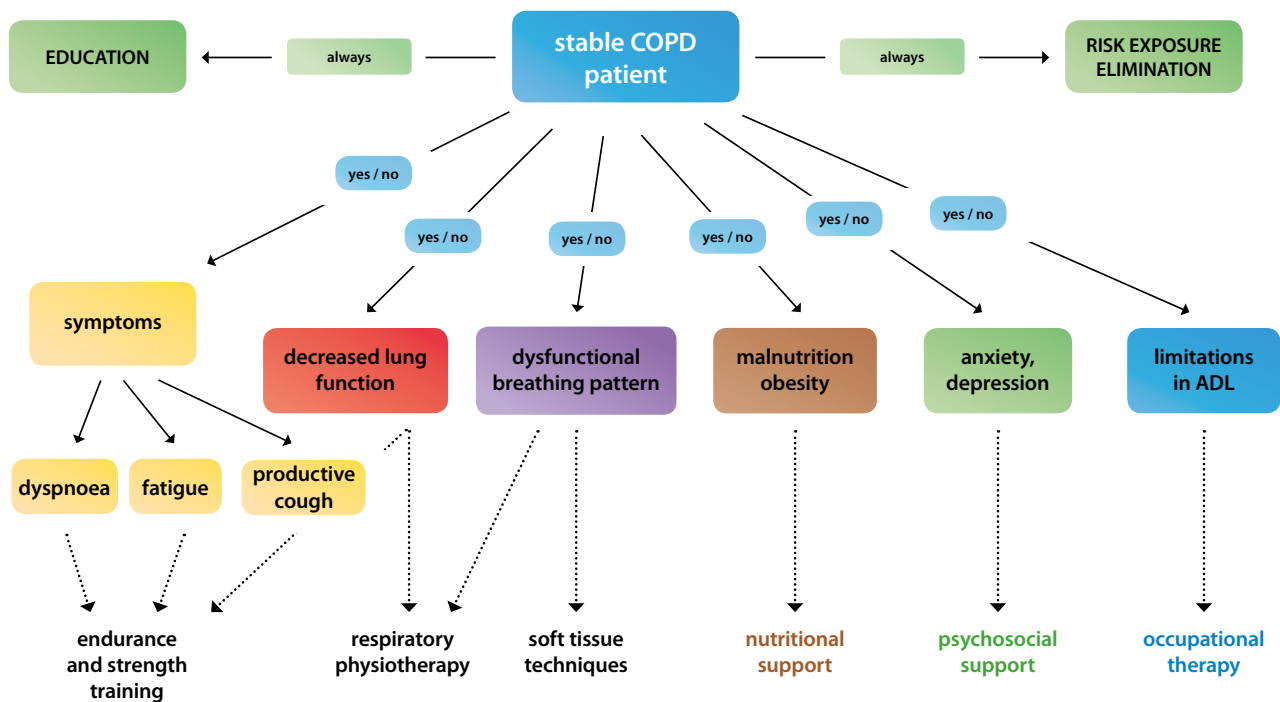 EDUCATION
always
stable COPD
patient
always
RISK EXPOSURE
ELIMINATION
yes / no
yes / no
yes / no
yes / no
yes / no
yes / no
symptoms
decreased lung
function
dysfunctional
breathing pattern
malnutrition
obesity
anxiety,
depression
limitations
in ADL
dyspnoea
fatigue
productive
cough
endurance
and strength
training
respiratory
physiotherapy
soft tissue
techniques
nutritional
support
psychosocial
support
occupational
therapy